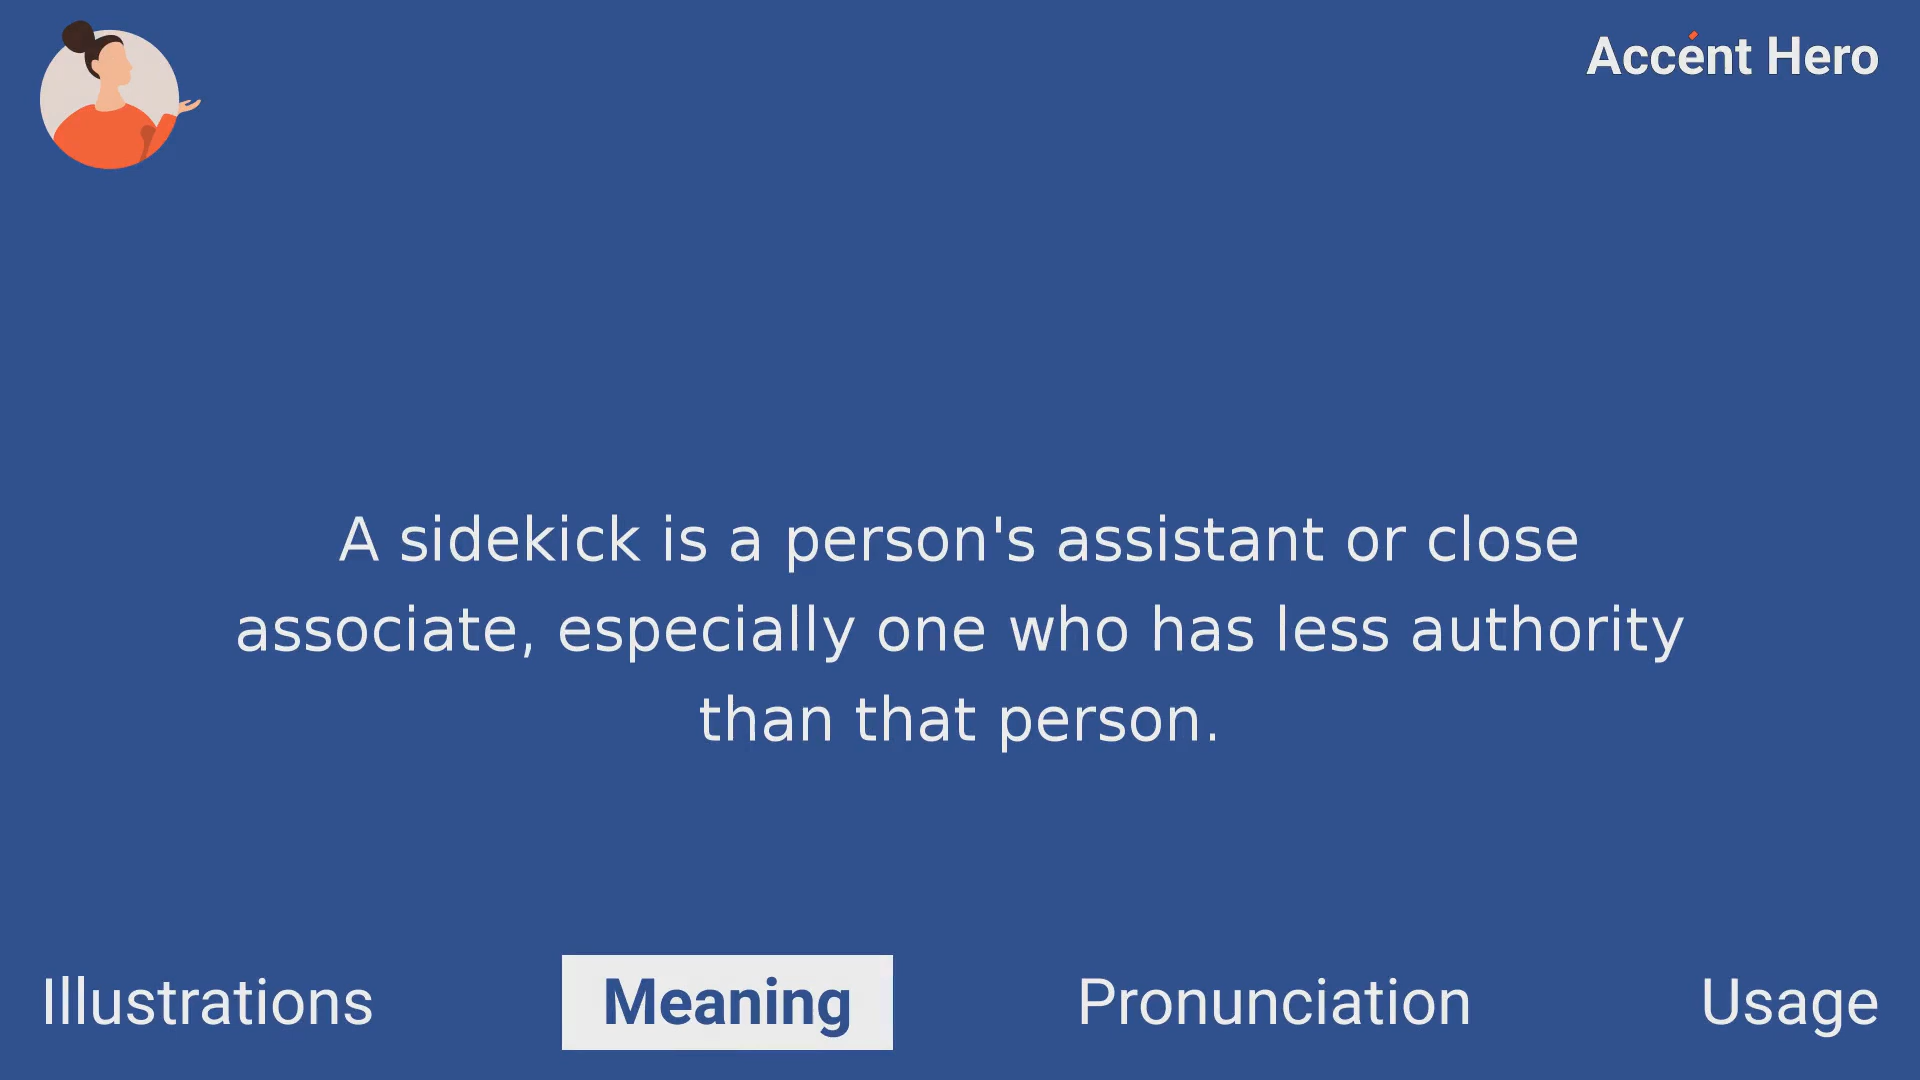 Accént Hero
A sidekick is a person's assistant or close
associate, especially one who has less authority
than that person.
Illustrations
Meaning
Pronunciation
Usage